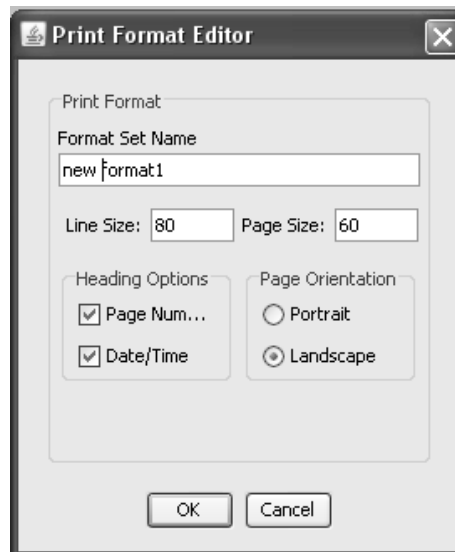 Print Format Editor
Print Format
Format Set Name
new format1
Line Size: 80 Page Size: 60
Heading Options Page Orientation
Page Num... Portrait
Date/Time Landscape
OK Cancel